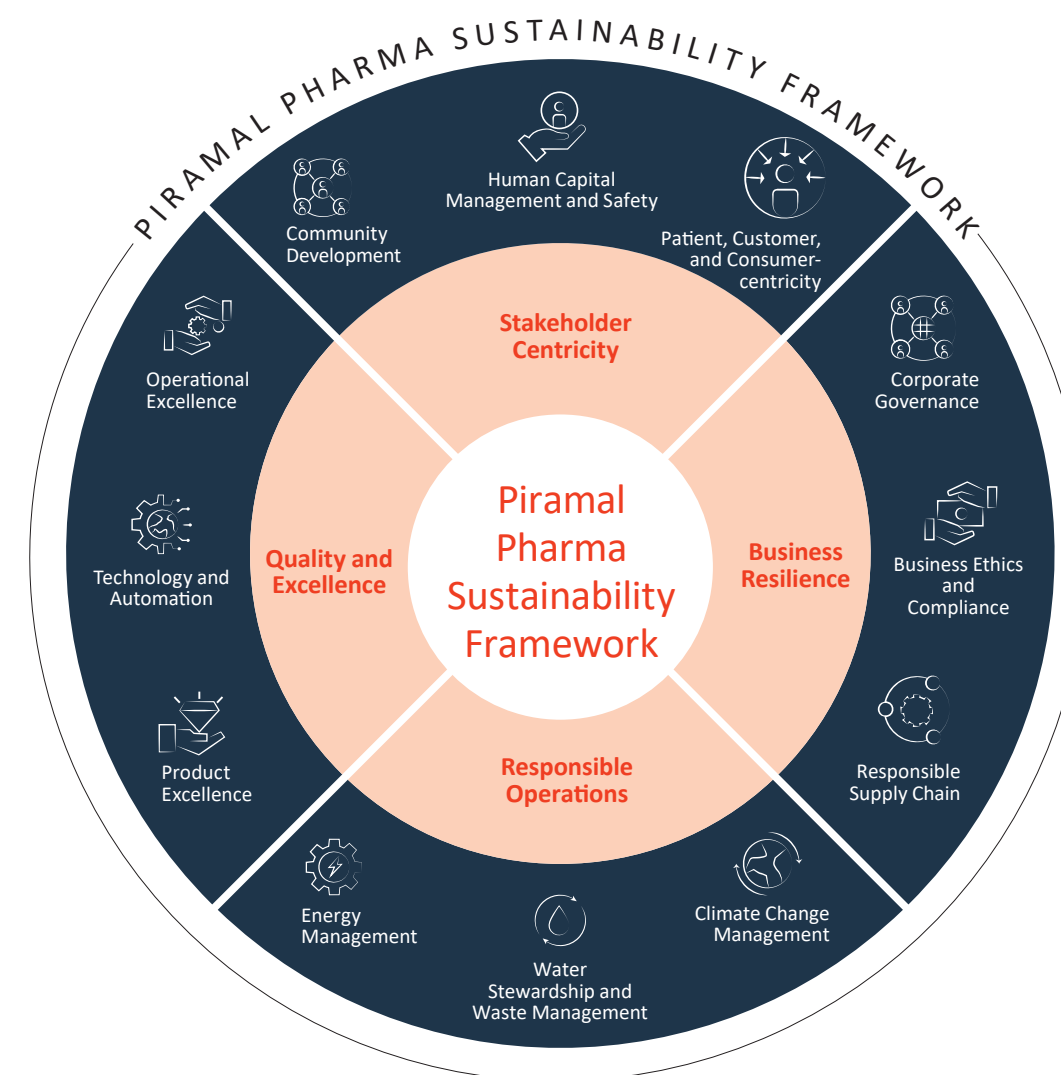 PIRAMAL PHARMA SUSTAINABILITY FRAMEWORK
Human Capital
Management and Safety
Community
Development
Patient, Customer,
and Consumer-
centricity
Stakeholder
Centricity
Operational
Excellence
Corporate
Governance
Piramal
Pharma
Sustainability
Framework
Quality and
Excellence
Business
Resilience
Technology and
Automation
Business Ethics
and
Compliance
Product
Excellence
Responsible
Supply Chain
Responsible
Operations
Energy
Management
Climate Change
Management
Water
Stewardship and
Waste Management